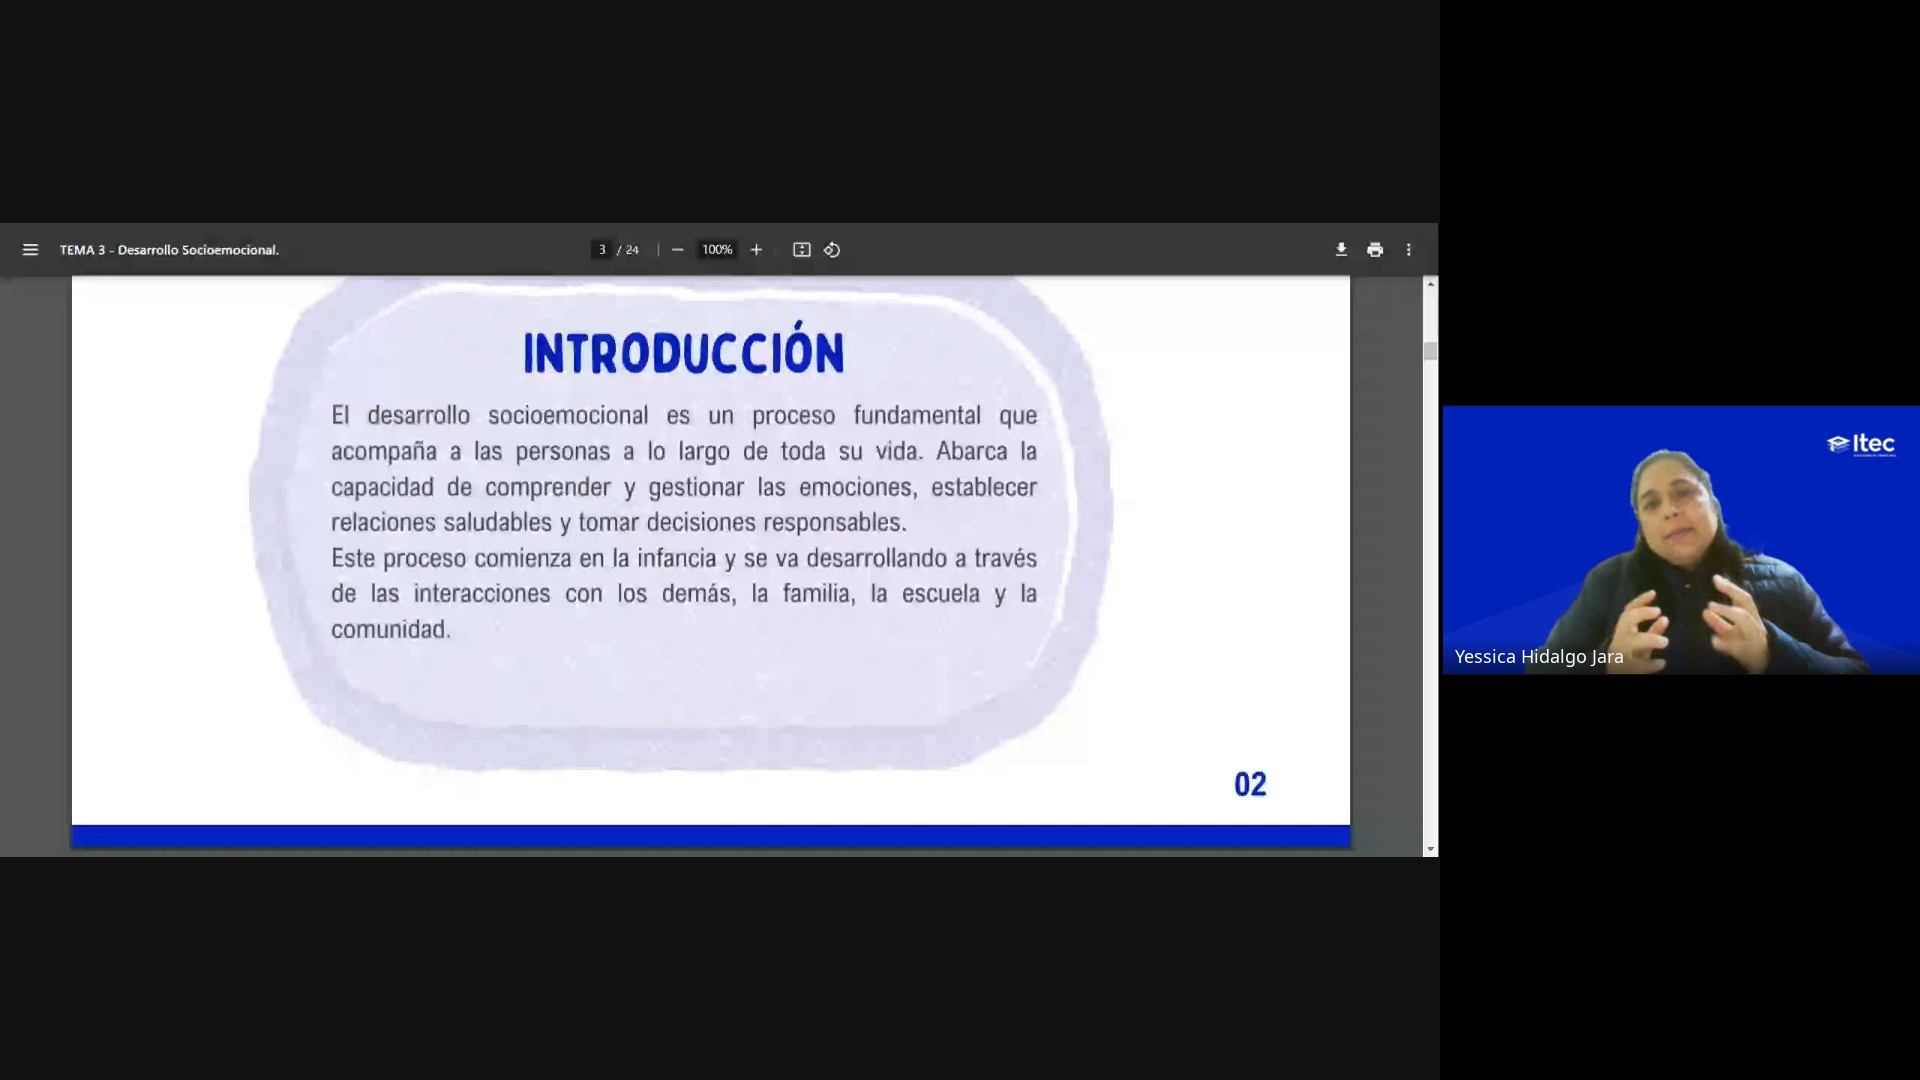 TEMA 3 - Desarrollo Socioemocional.
3 / 24
100%
INTRODUCCIÓN
El desarrollo socioemocional es un proceso fundamental que
acompaña a las personas a lo largo de toda su vida. Abarca la
capacidad de comprender y gestionar las emociones, establecer
relaciones saludables y tomar decisiones responsables.
Este proceso comienza en la infancia y se va desarrollando a través
de las interacciones con los demás, la familia, la escuela y la
comunidad.
02
Itec
Yessica Hidalgo Jara